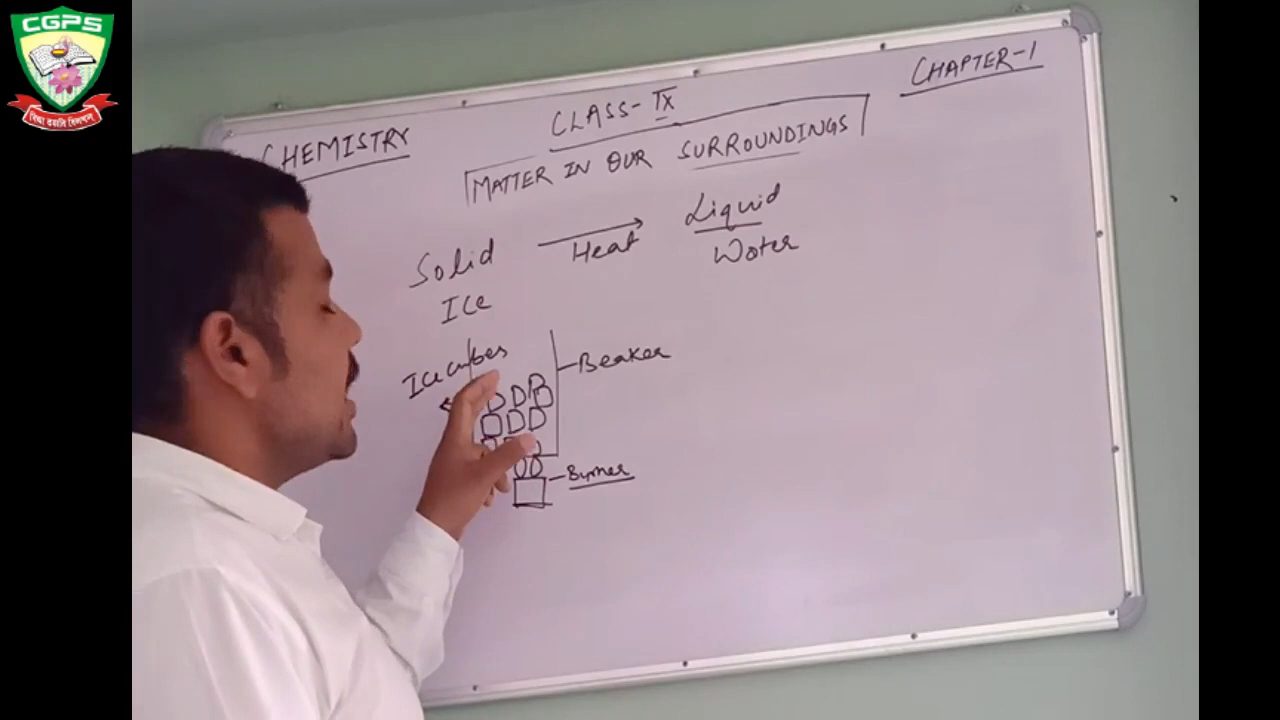 CGPS
CHEMISTRY
CLASS-IX
CHAPTER-1
MATTER IN OUR SURROUNDINGS
Solid
Heat
Liquid
Ice
Water
Ice cubes
Beaker
Burner